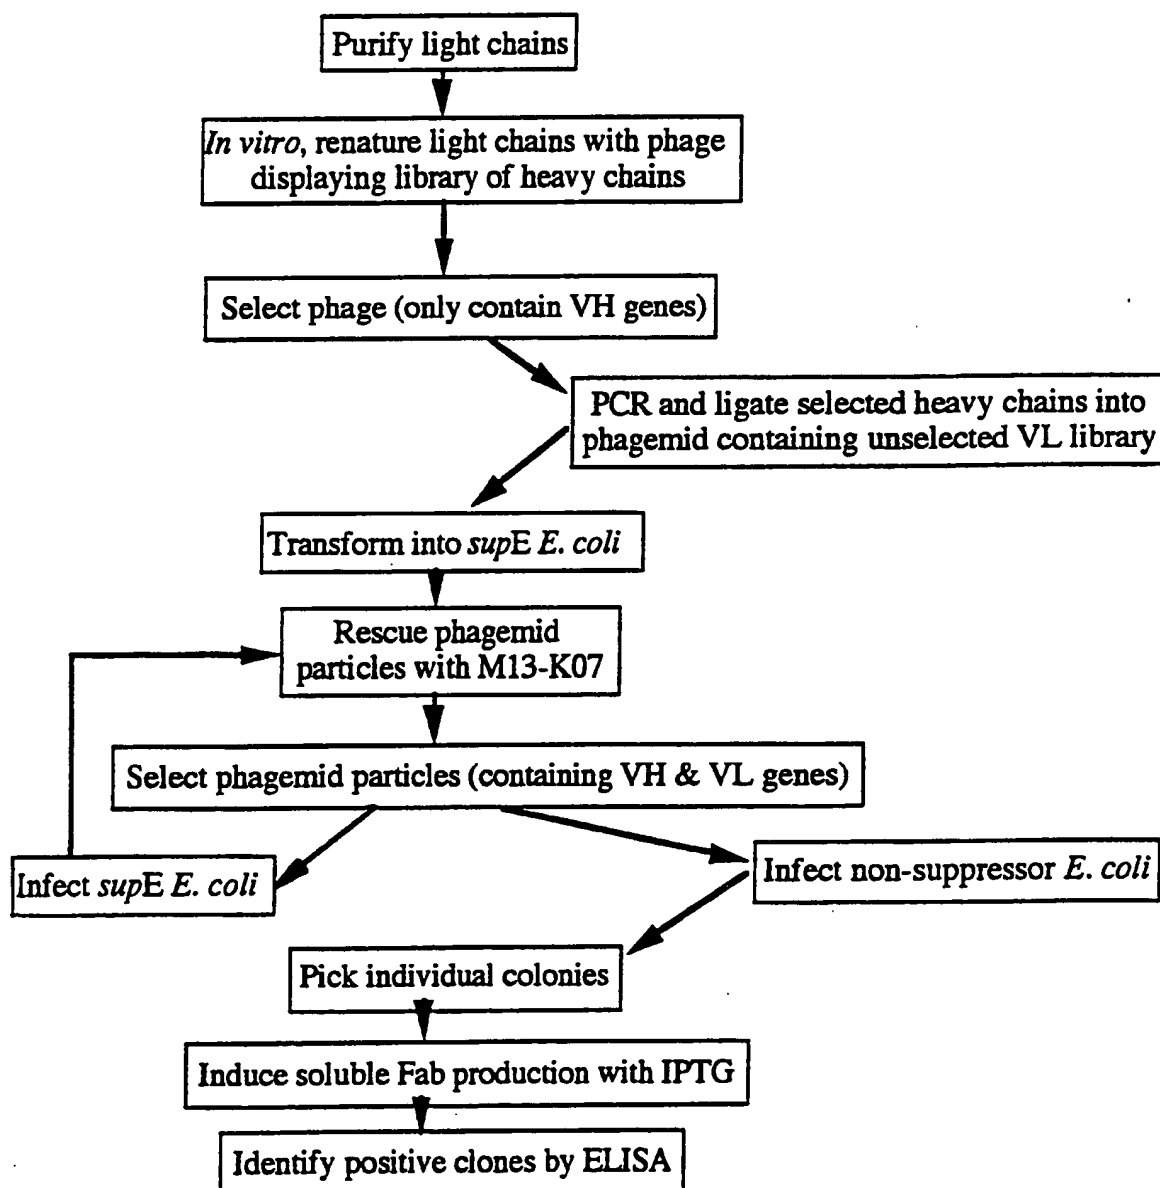 Purify light chains
In vitro, renature light chains with phage
displaying library of heavy chains
Select phage (only contain VH genes)
PCR and ligate selected heavy chains into
phagemid containing unselected VL library
Transform into supE E. coli
Rescue phagemid
particles with M13-K07
Select phagemid particles (containing VH & VL genes)
Infect supE E. coli
Infect non-suppressor E. coli
Pick individual colonies
Induce soluble Fab production with IPTG
Identify positive clones by ELISA